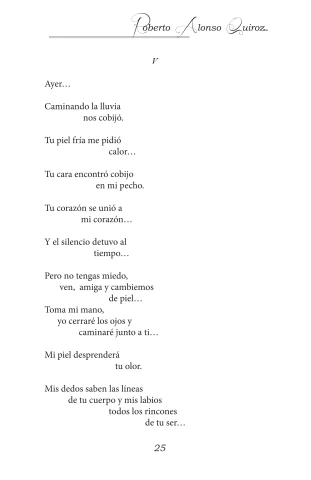 Roberto Alonso Quiroz.
V
Ayer…
Caminando la lluvia
nos cobijó.
Tu piel fría me pidió
calor…
Tu cara encontró cobijo
en mi pecho.
Tu corazón se unió a
mi corazón…
Y el silencio detuvo al
tiempo…
Pero no tengas miedo,
ven, amiga y cambiemos
de piel…
Toma mi mano,
yo cerraré los ojos y
caminaré junto a ti…
Mi piel desprenderá
tu olor.
Mis dedos saben las líneas
de tu cuerpo y mis labios
todos los rincones
de tu ser…
25